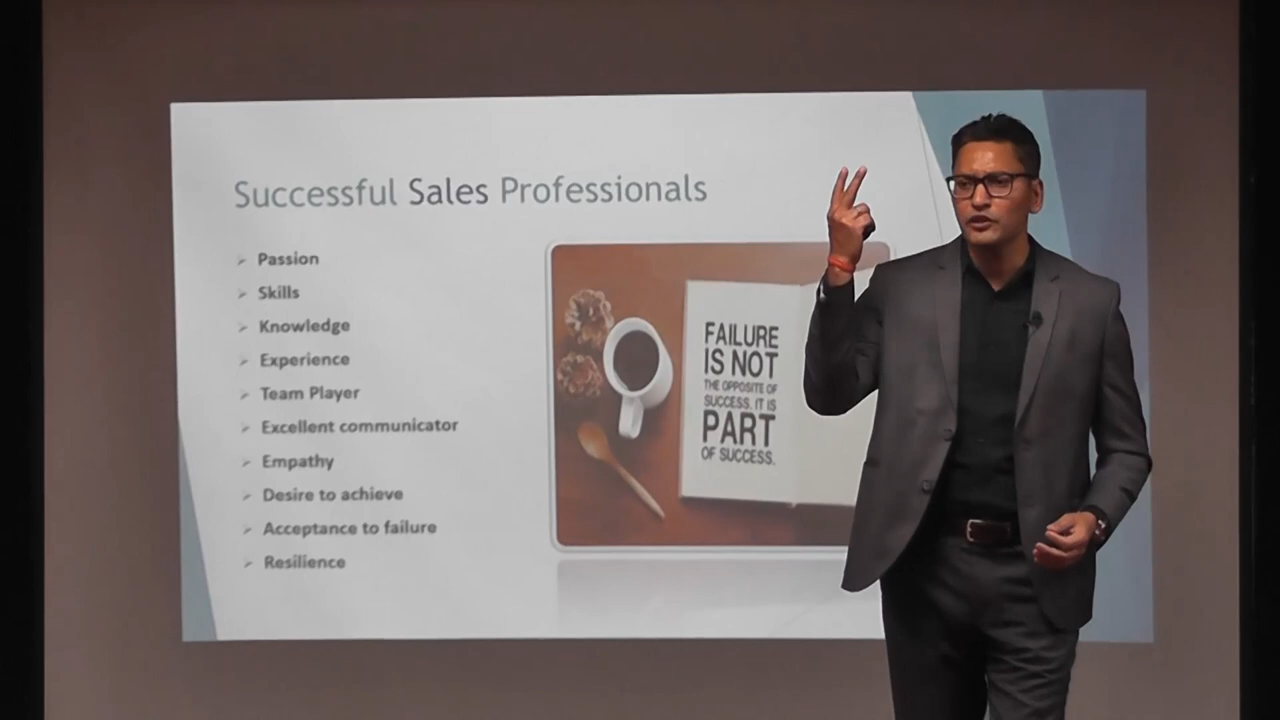 Successful Sales Professionals
Passion
Skills
Knowledge
Experience
Team Player
Excellent communicator
Empathy
Desire to achieve
Acceptance to failure
Resilience
FAILURE
IS NOT
THE OPPOSITE OF
SUCCESS. IT IS
PART
OF SUCCESS.